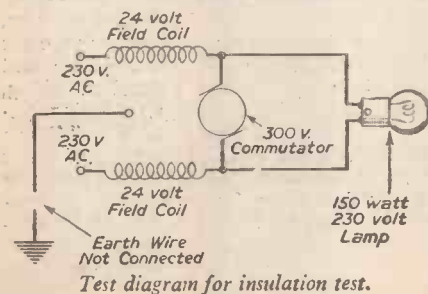 24 volt
Field Coil
230 v.
AC
300 v.
Commutator
230 v.
AC.
24 volt
Field Coil
150 watt
230 volt
Lamp
Earth Wire
Not Connected
Test diagram for insulation test.